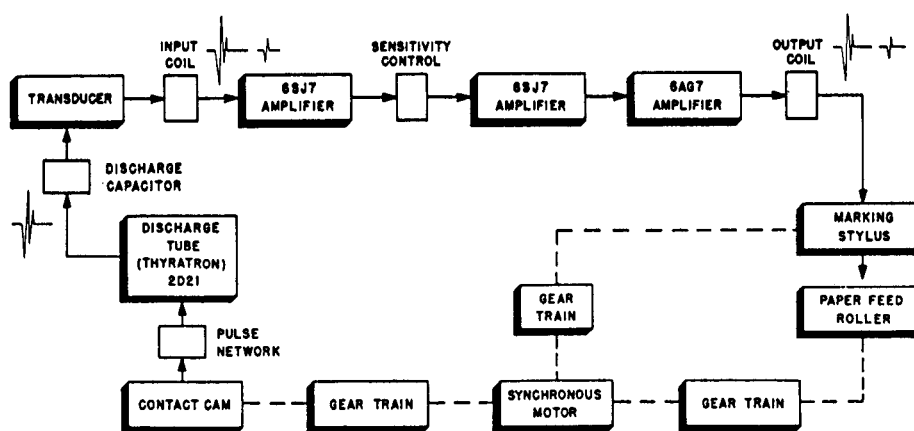 INPUT
COIL
SENSITIVITY
CONTROL
OUTPUT
COIL
TRANSDUCER
6SJ7
AMPLIFIER
6SJ7
AMPLIFIER
6AG7
AMPLIFIER
DISCHARGE
CAPACITOR
DISCHARGE
TUBE
(THYRATRON)
2D21
MARKING
STYLUS
GEAR
TRAIN
PAPER FEED
ROLLER
PULSE
NETWORK
CONTACT CAM
GEAR TRAIN
SYNCHRONOUS
MOTOR
GEAR TRAIN